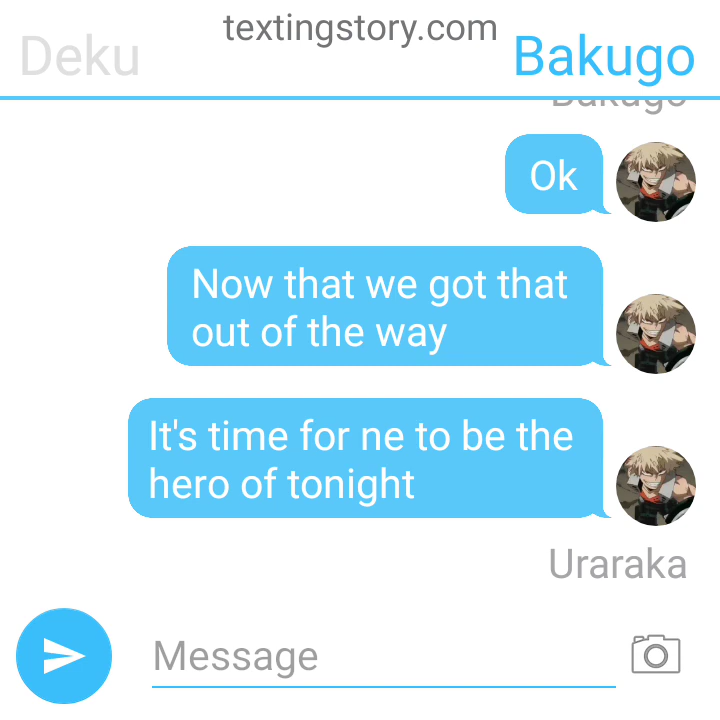 textingstory.com
Deku
Bakugo
Bakugo
Ok
Now that we got that
out of the way
It's time for ne to be the
hero of tonight
Uraraka
Message